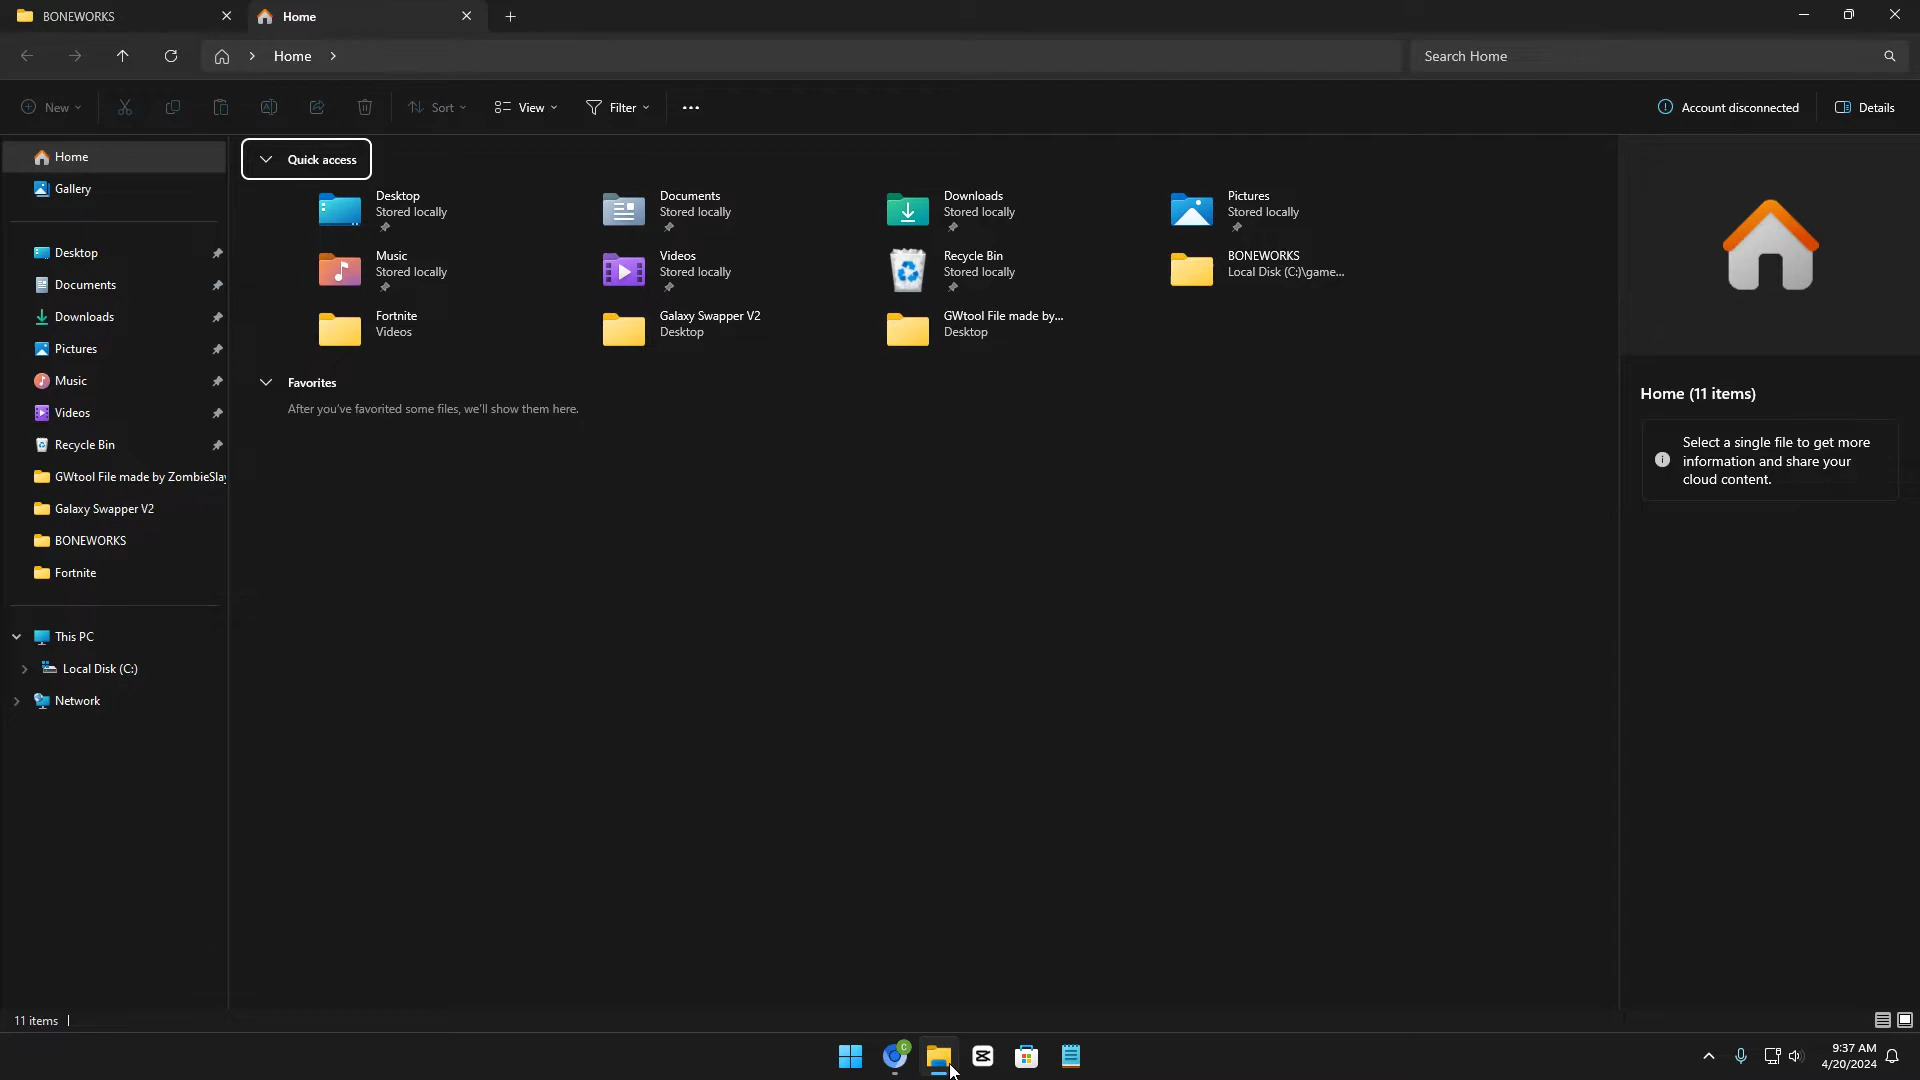 BONEWORKS
Home
Home
Search Home
New
Sort
View
Filter
Account disconnected
Details
Home
Gallery
Desktop
Documents
Downloads
Pictures
Music
Videos
Recycle Bin
GWtool File made by ZombieSlay
Galaxy Swapper V2
BONEWORKS
Fortnite
This PC
Local Disk (C:)
Network
Quick access
Desktop
Stored locally
Documents
Stored locally
Downloads
Stored locally
Pictures
Stored locally
Music
Stored locally
Videos
Stored locally
Recycle Bin
Stored locally
BONEWORKS
Local Disk (C:)\game...
Fortnite
Videos
Galaxy Swapper V2
Desktop
GWtool File made by...
Desktop
Favorites
After you've favorited some files, we'll show them here.
Home (11 items)
Select a single file to get more
information and share your
cloud content.
11 items
C
9:37 AM
4/20/2024